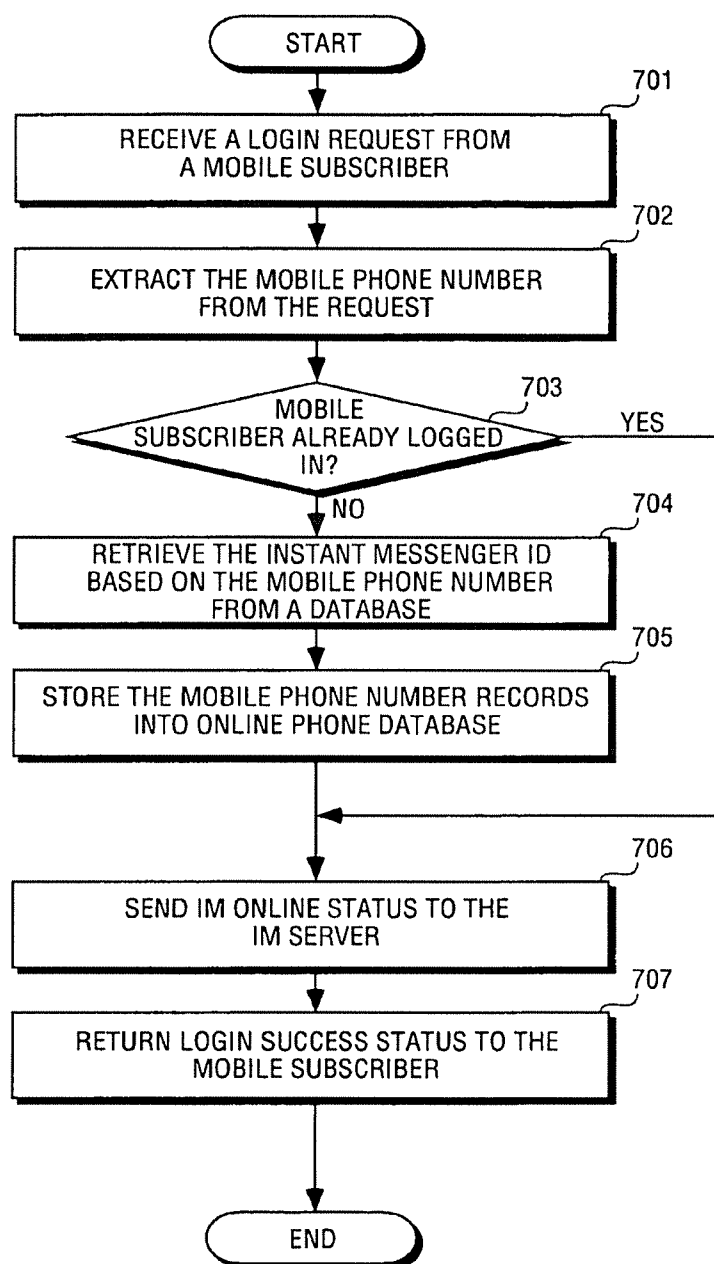 START
701
RECEIVE A LOGIN REQUEST FROM
A MOBILE SUBSCRIBER
702
EXTRACT THE MOBILE PHONE NUMBER
FROM THE REQUEST
703
MOBILE
SUBSCRIBER ALREADY LOGGED
IN?
YES
NO
704
RETRIEVE THE INSTANT MESSENGER ID
BASED ON THE MOBILE PHONE NUMBER
FROM A DATABASE
705
STORE THE MOBILE PHONE NUMBER RECORDS
INTO ONLINE PHONE DATABASE
706
SEND IM ONLINE STATUS TO THE
IM SERVER
707
RETURN LOGIN SUCCESS STATUS TO THE
MOBILE SUBSCRIBER
END